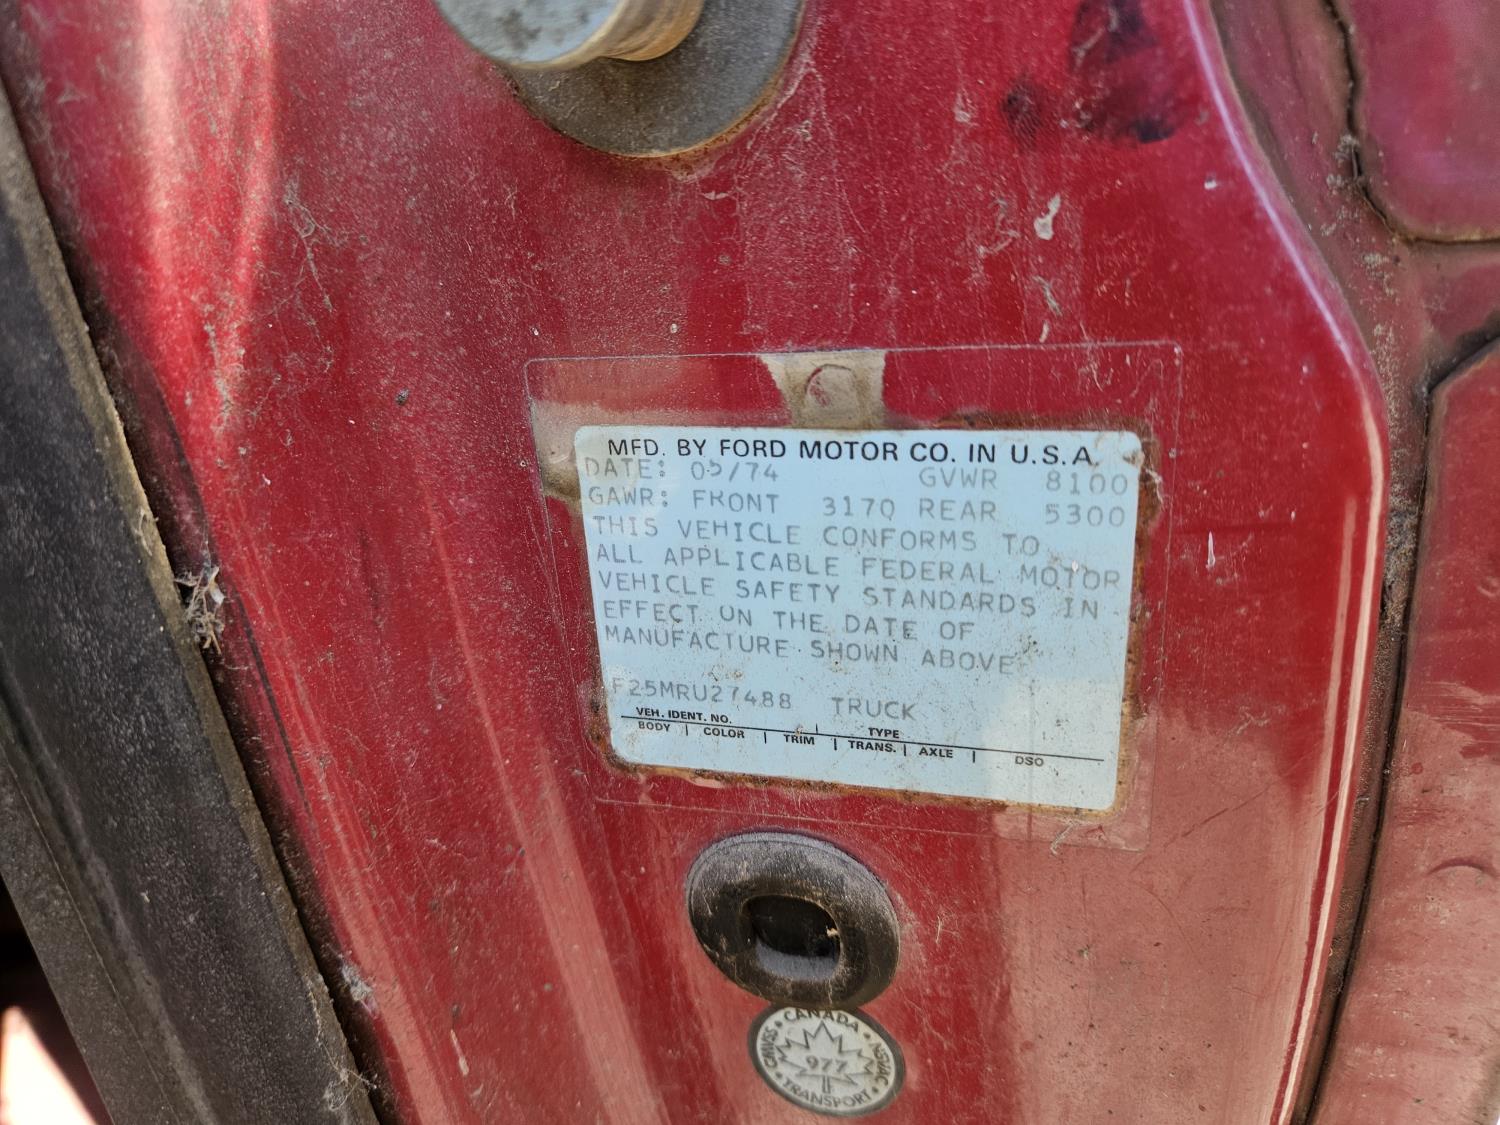 MFD. BY FORD MOTOR CO. IN U.S.A.
DATE: 05/74 GVWR 8100
GAWR: FRONT 3170 REAR 5300
THIS VEHICLE CONFORMS TO
ALL APPLICABLE FEDERAL MOTOR
VEHICLE SAFETY STANDARDS IN
EFFECT ON THE DATE OF
MANUFACTURE SHOWN ABOVE
F25MRU27488 TRUCK
VEH. IDENT. NO. | TYPE
BODY | COLOR | TRIM | TRANS. | AXLE | DSO
CANADA
CMVSS 977 NSVAC
TRANSPORT